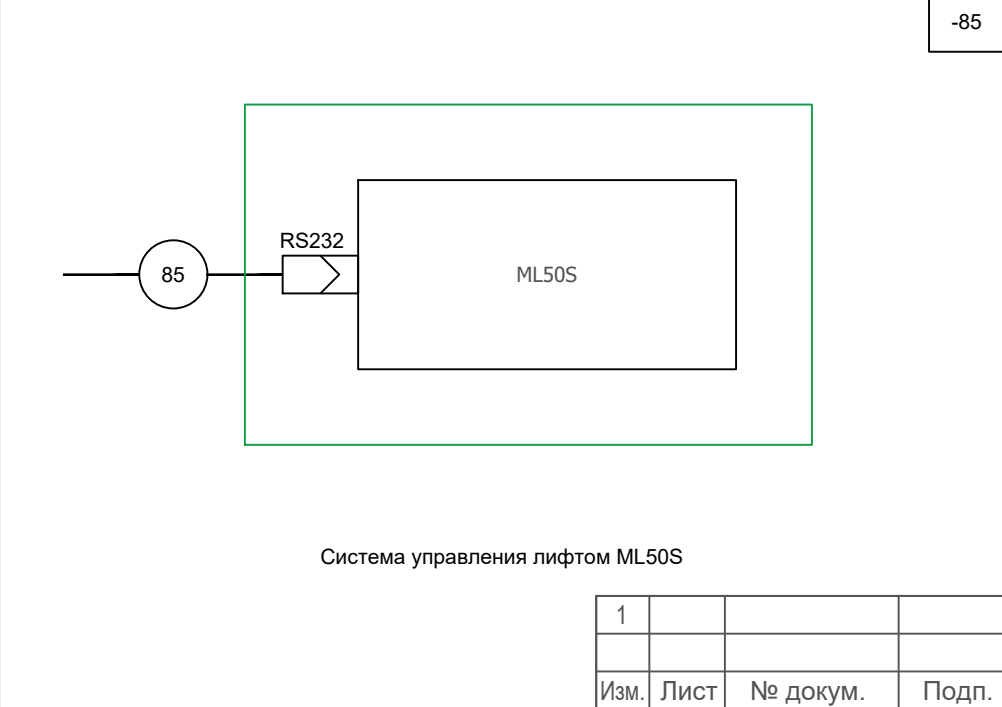 -85
RS232
85
ML50S
Система управления лифтом ML50S
1
Изм. Лист № докум. Подп.